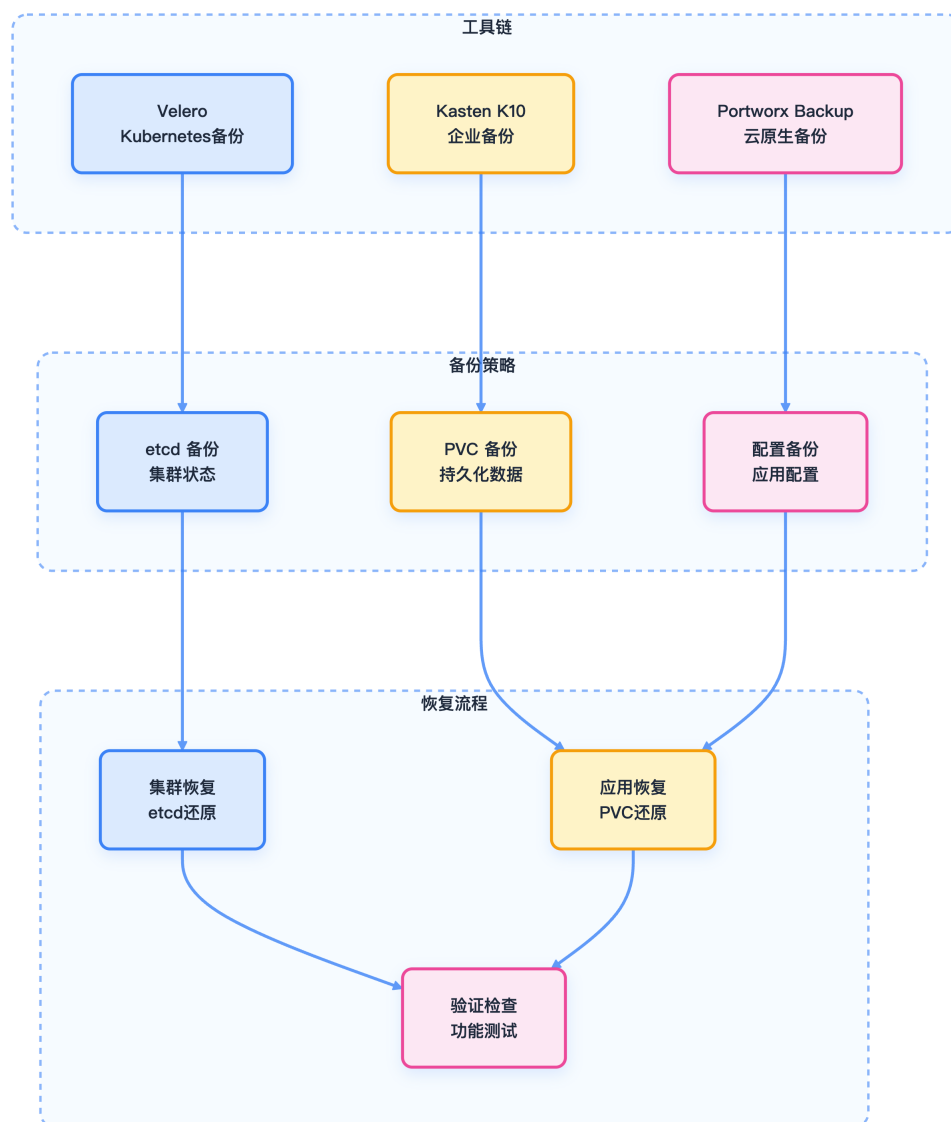 工具链
Velero
Kubernetes备份
Kasten K10
企业备份
Portworx Backup
云原生备份
备份策略
etcd 备份
集群状态
PVC 备份
持久化数据
配置备份
应用配置
恢复流程
集群恢复
etcd还原
应用恢复
PVC还原
验证检查
功能测试